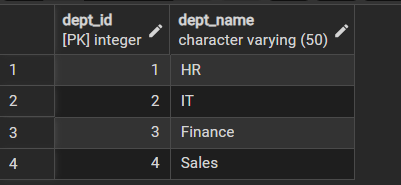 dept_id dept_name
[PK] integer character varying (50)
1 1 HR
2 2 IT
3 3 Finance
4 4 Sales